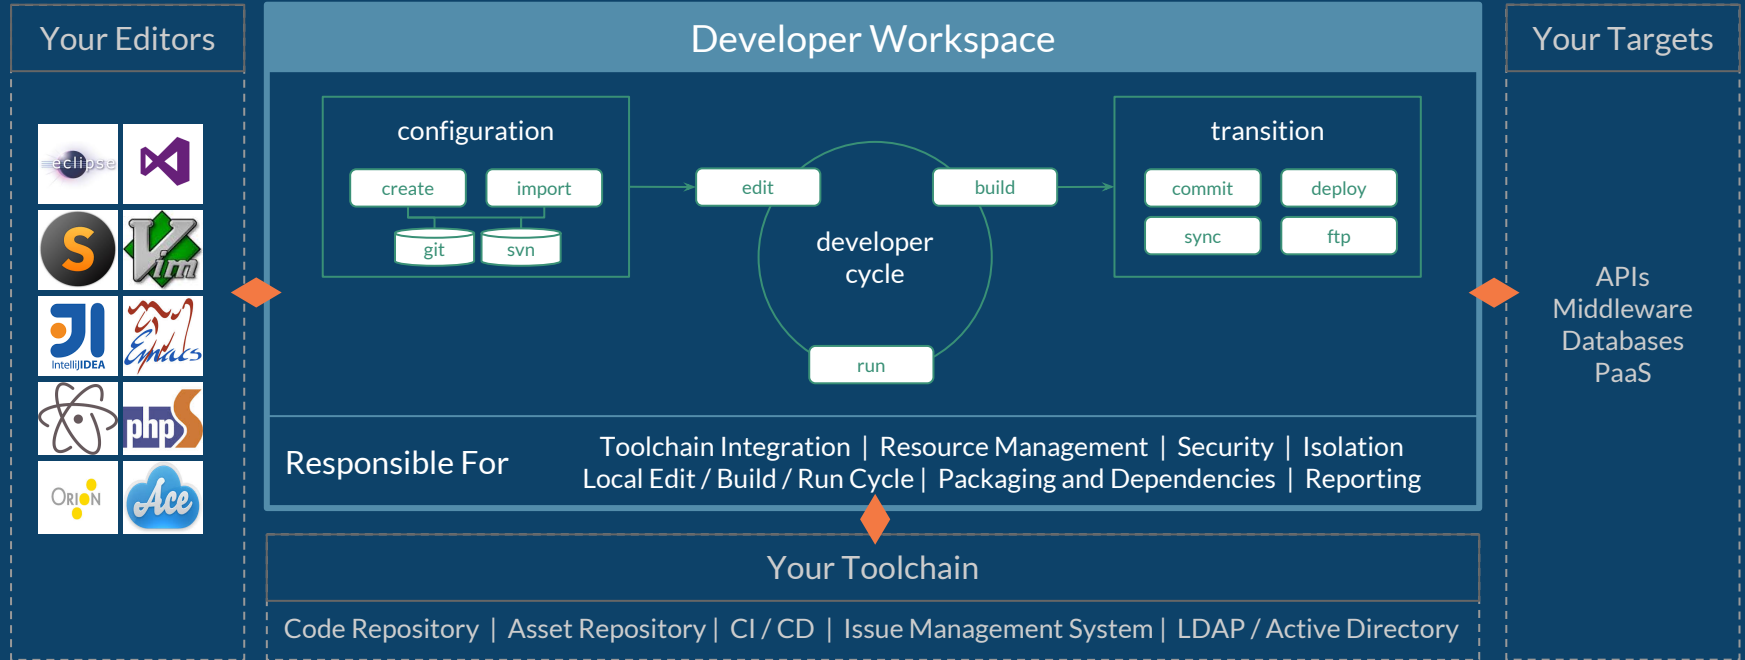 Your Editors
eclipse
S
Vim
IntelliJIDEA
Emacs
phpS
ORION
Ace
Developer Workspace
configuration
create
import
git
svn
edit
build
developer
cycle
run
transition
commit
deploy
sync
ftp
Responsible For
Toolchain Integration | Resource Management | Security | Isolation
Local Edit / Build / Run Cycle | Packaging and Dependencies | Reporting
Your Toolchain
Code Repository | Asset Repository | CI / CD | Issue Management System | LDAP / Active Directory
Your Targets
APIs
Middleware
Databases
PaaS